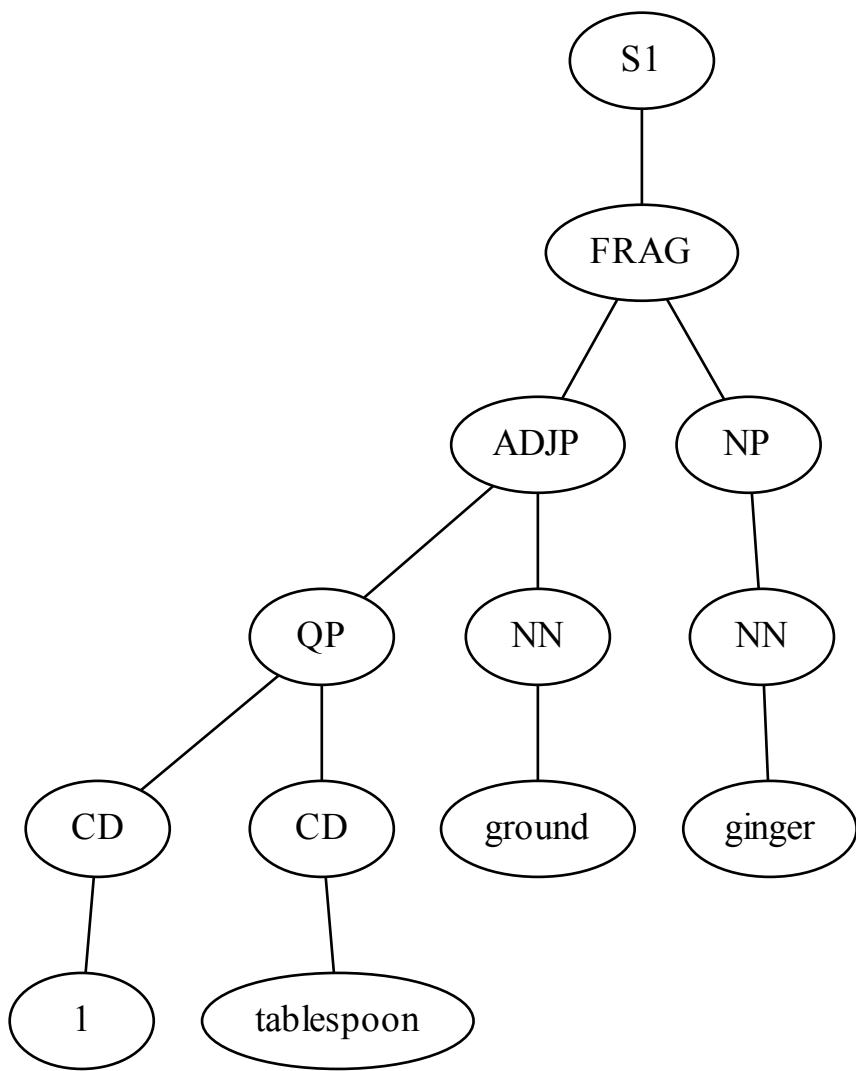 S1
FRAG
ADJP NP
QP NN NN
CD CD ground ginger
1 tablespoon